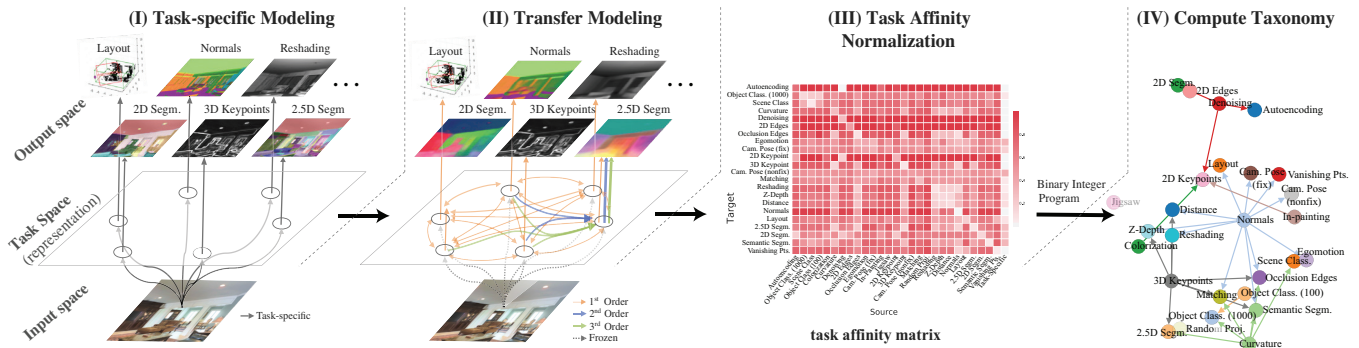 (I) Task-specific Modeling
(II) Transfer Modeling
(III) Task Affinity
Normalization
(IV) Compute Taxonomy
Output space
Task Space
(representation)
Input space
Layout
Normals
Reshading
...
2D Segm.
3D Keypoints
2.5D Segm
Task-specific
Layout
Normals
Reshading
...
2D Segm.
3D Keypoints
2.5D Segm
1st Order
2nd Order
3rd Order
Frozen
Target
Autoencoding
Object Class. (1000)
Scene Class
Curvature
Denoising
2D Edges
Occlusion Edges
Egomotion
Cam. Pose (fix)
2D Keypoint
3D Keypoint
Cam. Pose (nonfix)
Matching
Reshading
Z-Depth
Distance
Normals
Layout
2.5D Segm.
2D Segm.
Semantic Segm.
Vanishing Pts.
Source
task affinity matrix
Binary Integer
Program
2D Segm.
2D Edges
Denoising
Autoencoding
Layout
2D Keypoints
Cam. Pose
(fix)
Vanishing Pts.
Cam. Pose
(nonfix)
Jigsaw
Distance
Normals
In-painting
Z-Depth
Reshading
Colorization
Egomotion
Scene Class.
3D Keypoints
Occlusion Edges
Matching
Object Class. (100)
Semantic Segm.
Object Class. (1000)
Random Proj.
2.5D Segm.
Curvature